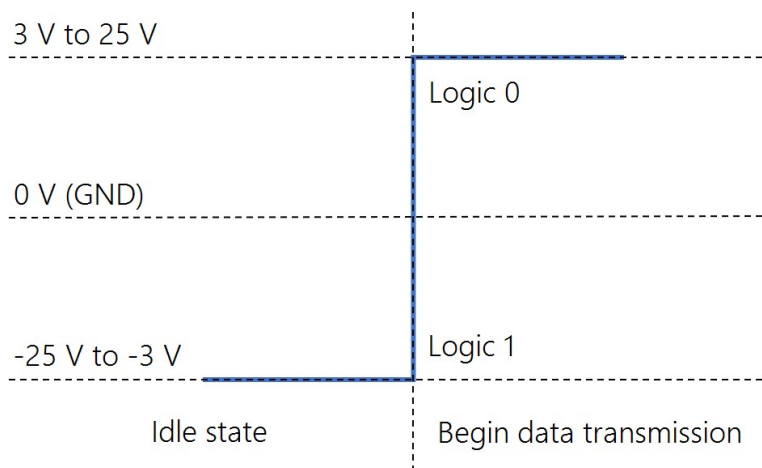 3 V to 25 V
Logic 0
0 V (GND)
Logic 1
-25 V to -3 V
Idle state
Begin data transmission